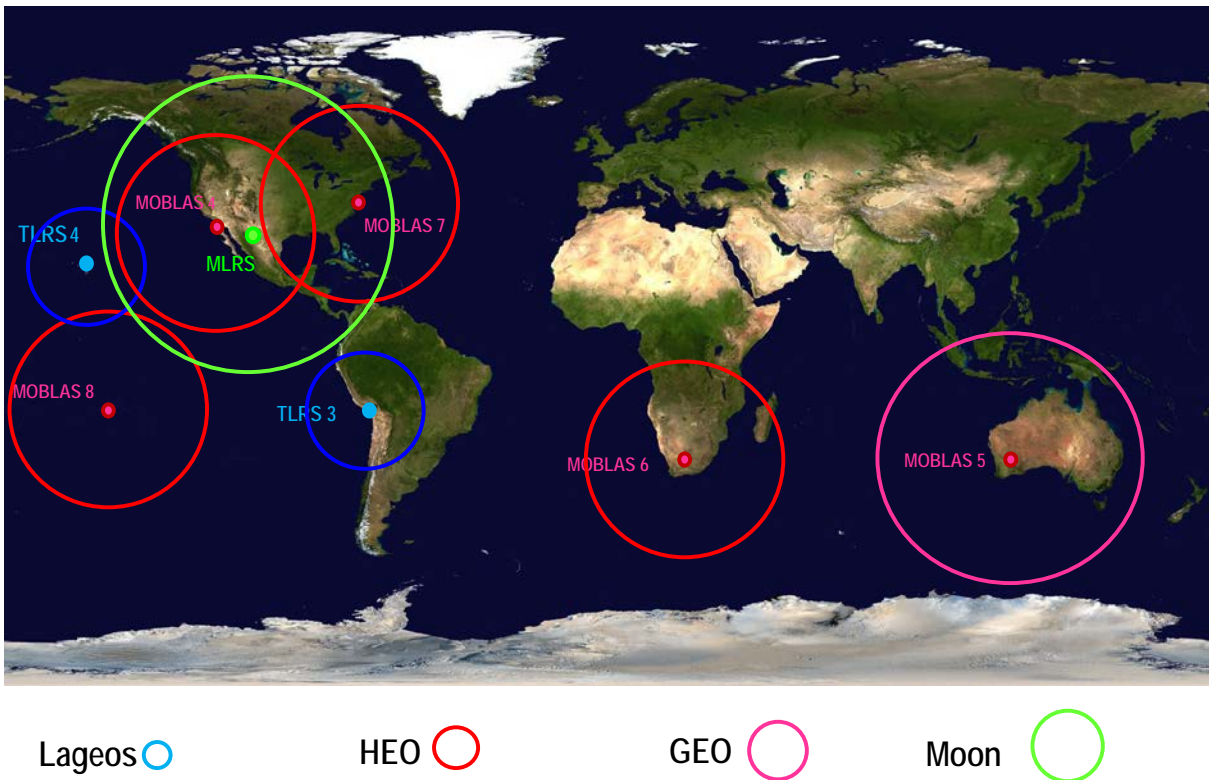 MOBLAS 4
MOBLAS 7
TLRS 4
MLRS
MOBLAS 8
TLRS 3
MOBLAS 6
MOBLAS 5
Lageos
HEO
GEO
Moon